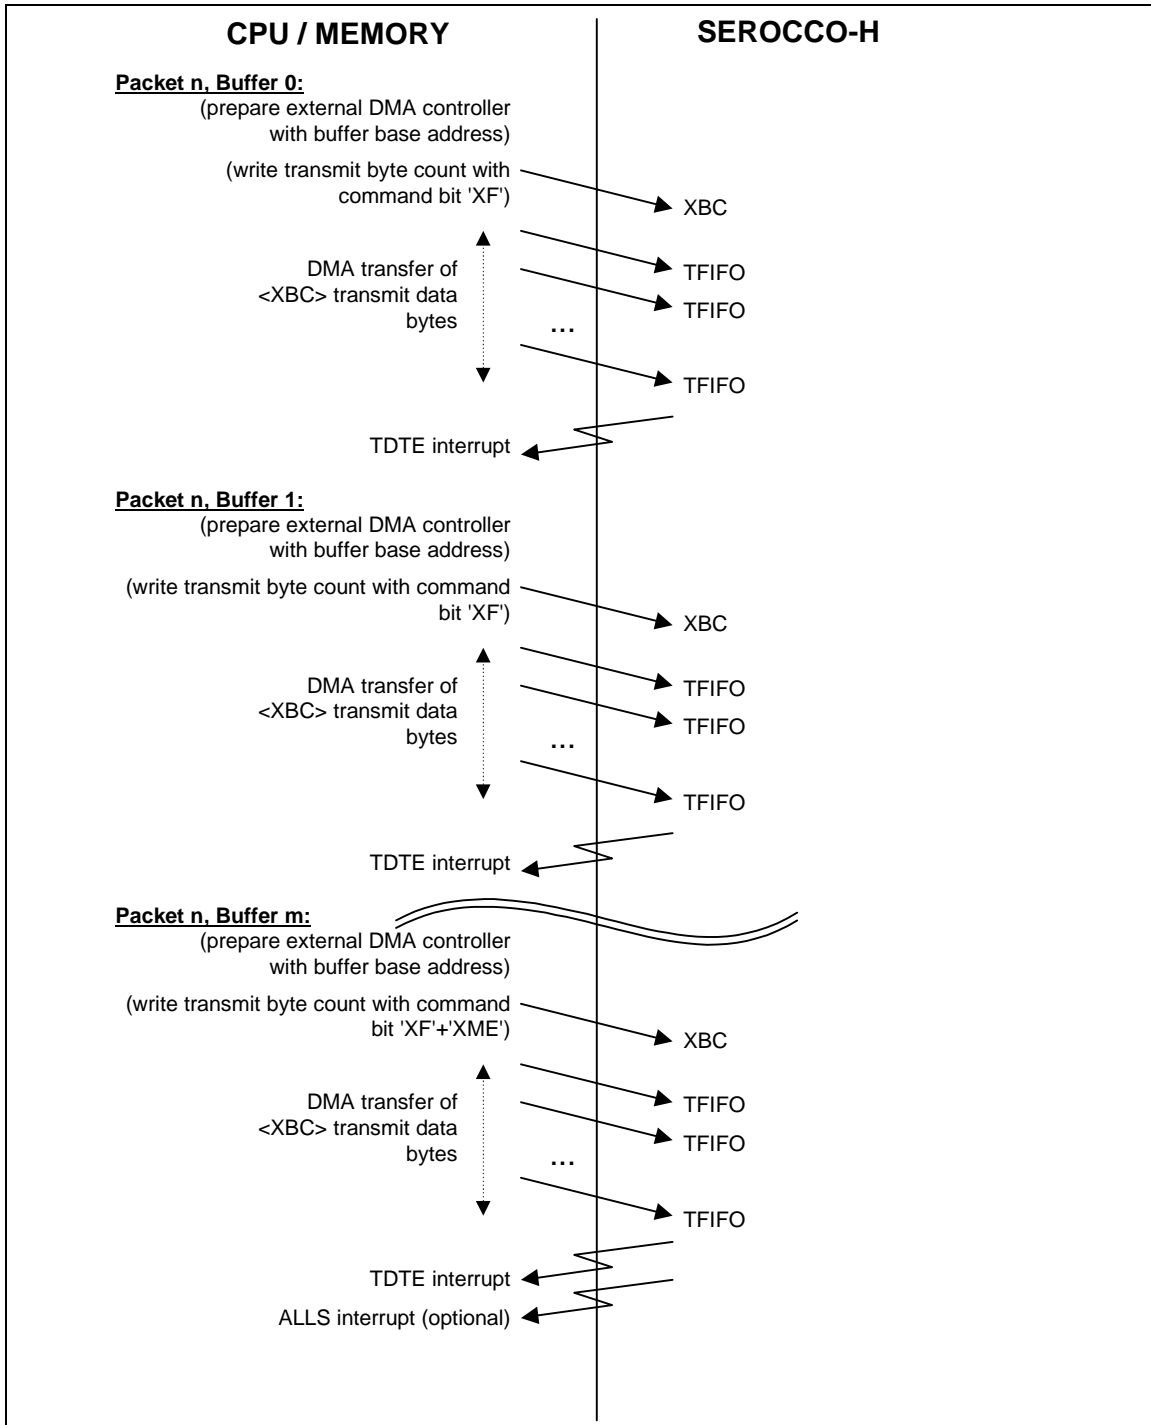 CPU / MEMORY
SEROCCO-H
Packet n, Buffer 0:
(prepare external DMA controller
with buffer base address)
(write transmit byte count with
command bit 'XF')
XBC
TFIFO
DMA transfer of
<XBC> transmit data
bytes
TFIFO
...
TFIFO
TDTE interrupt
Packet n, Buffer 1:
(prepare external DMA controller
with buffer base address)
(write transmit byte count with command
bit 'XF')
XBC
TFIFO
DMA transfer of
<XBC> transmit data
bytes
TFIFO
...
TFIFO
TDTE interrupt
Packet n, Buffer m:
(prepare external DMA controller
with buffer base address)
(write transmit byte count with command
bit 'XF'+'XME')
XBC
TFIFO
DMA transfer of
<XBC> transmit data
bytes
TFIFO
...
TFIFO
TDTE interrupt
ALLS interrupt (optional)